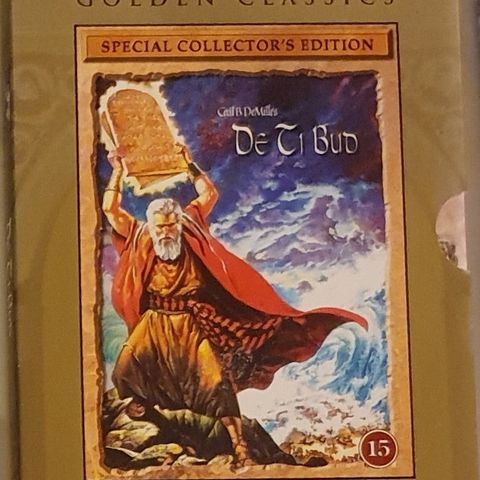 GOLDEN CLASSICS
SPECIAL COLLECTOR'S EDITION
Cecil B. DeMille's
DE TI BUD
15